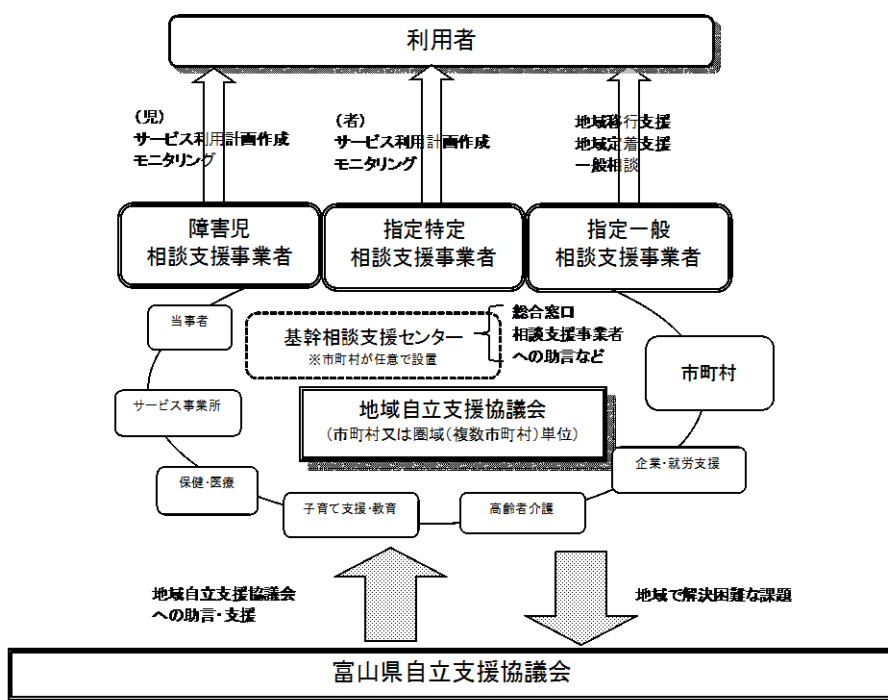 利用者
(児)
サービス利用計画作成
モニタリング
(者)
サービス利用計画作成
モニタリング
地域移行支援
地域定着支援
一般相談
障害児
相談支援事業者
指定特定
相談支援事業者
指定一般
相談支援事業者
当事者
基幹相談支援センター
※市町村が任意で設置
総合窓口
相談支援事業者
への助言など
市町村
サービス事業所
地域自立支援協議会
(市町村又は圏域(複数市町村)単位)
企業・就労支援
保健・医療
子育て支援・教育
高齢者介護
地域自立支援協議会
への助言・支援
地域で解決困難な課題
富山県自立支援協議会